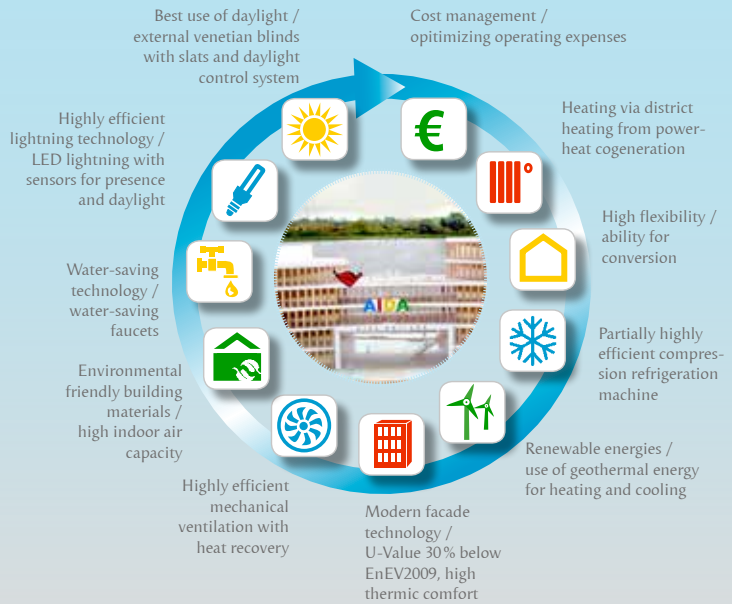 Best use of daylight /
external venetian blinds
with slats and daylight
control system
Cost management /
opitimizing operating expenses
Heating via district
heating from power-
heat cogeneration
High flexibility /
ability for
conversion
Partially highly
efficient compres-
sion refrigeration
machine
Renewable energies /
use of geothermal energy
for heating and cooling
Modern facade
technology /
U-Value 30% below
EnEV2009, high
thermic comfort
Highly efficient
mechanical
ventilation with
heat recovery
Environmental
friendly building
materials /
high indoor air
capacity
Water-saving
technology /
water-saving
faucets
Highly efficient
lightning technology /
LED lightning with
sensors for presence
and daylight
€
AIDA